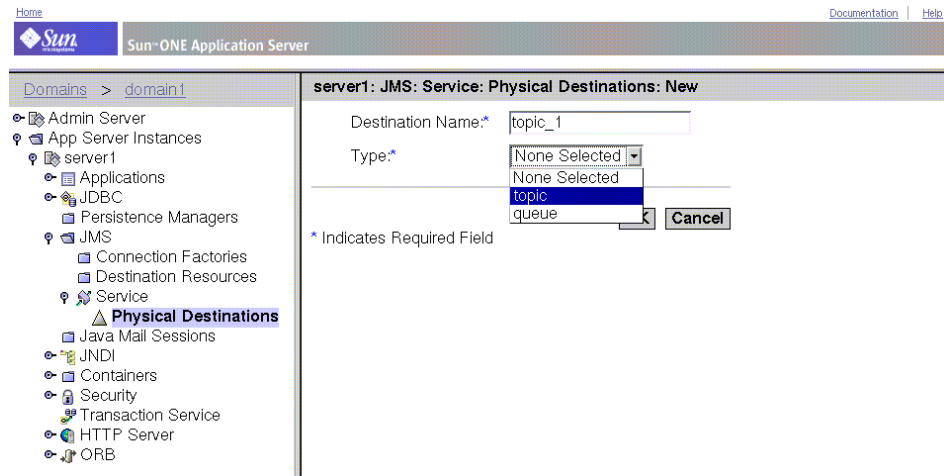 Home
Documentation | Help
Sun
microsystems
Sun™ ONE Application Server
Domains > domain1
Admin Server
App Server Instances
server1
Applications
JDBC
Persistence Managers
JMS
Connection Factories
Destination Resources
Service
Physical Destinations
Java Mail Sessions
JNDI
Containers
Security
Transaction Service
HTTP Server
ORB
server1: JMS: Service: Physical Destinations: New
Destination Name:* topic_1
Type:* None Selected
None Selected
topic
queue
K Cancel
* Indicates Required Field